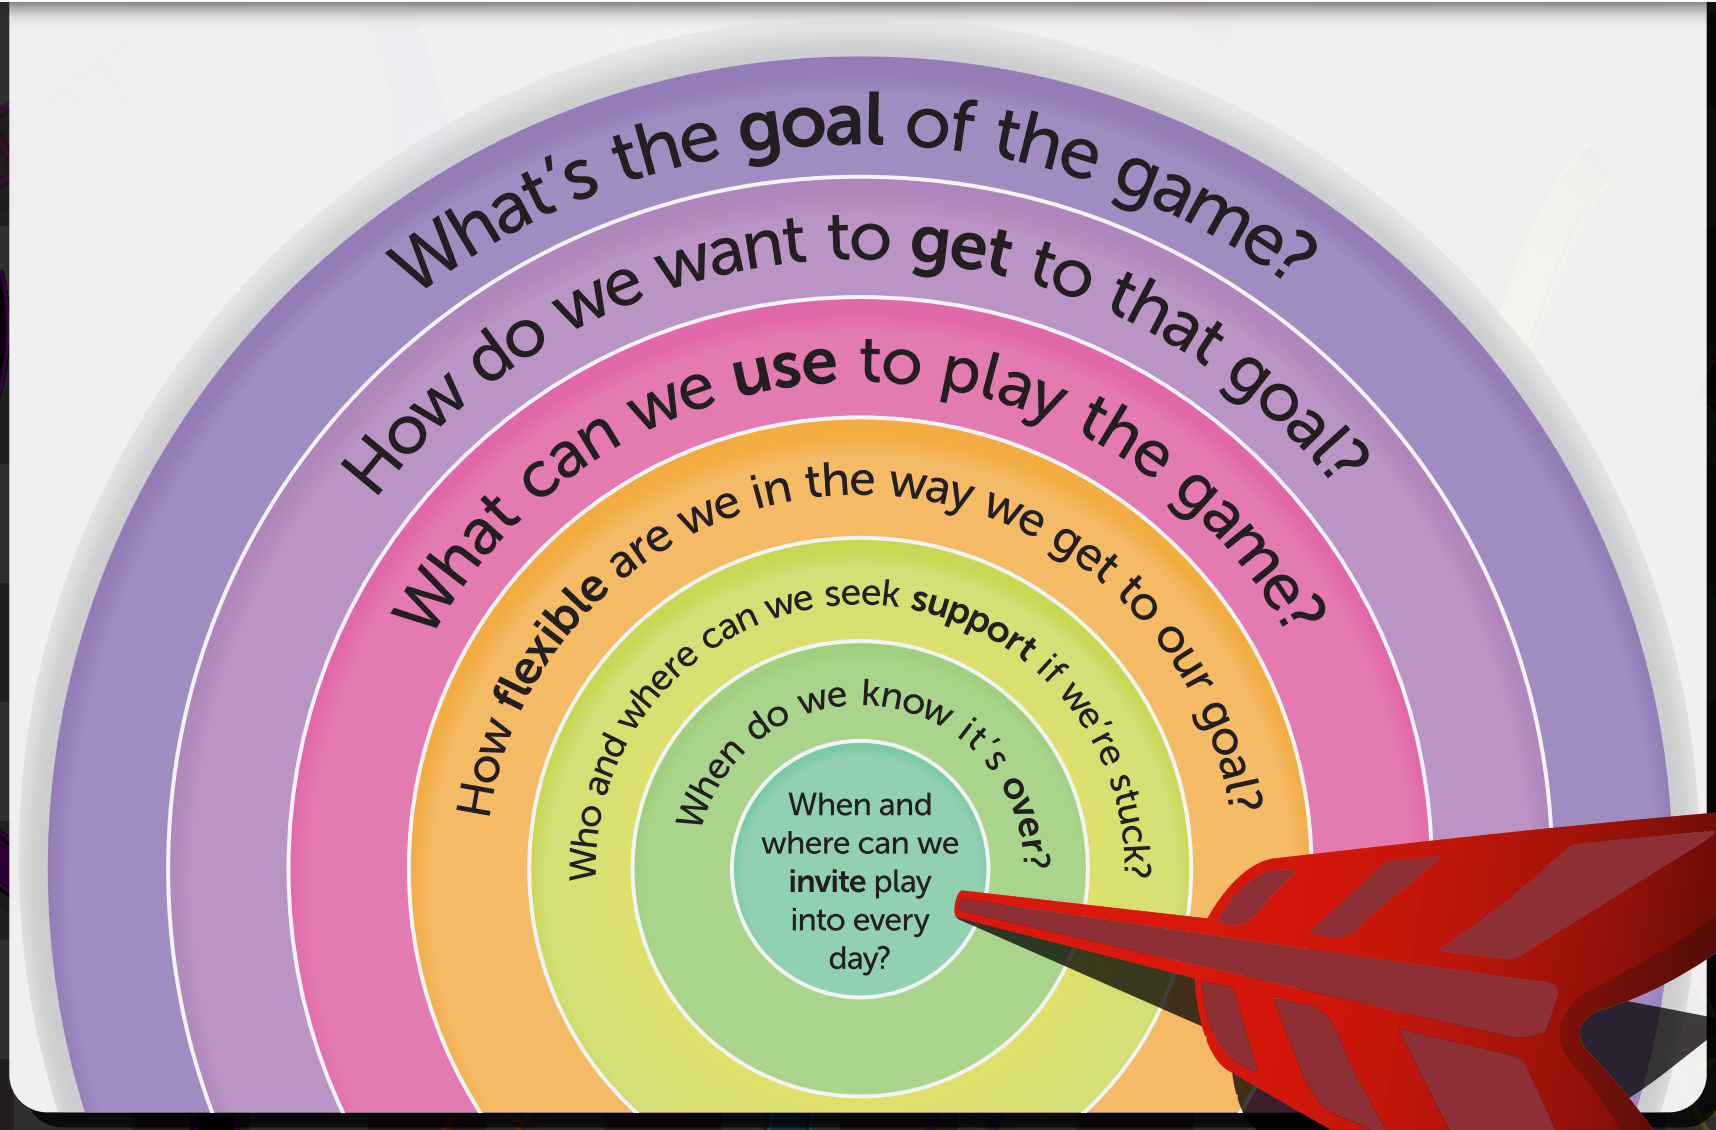 What's the goal of the game?
How do we want to get to that goal?
What can we use to play the game?
How flexible are we in the way we get to our goal?
Who and where can we seek support if we're stuck?
When do we know it's over?
When and
where can we
invite play
into every
day?